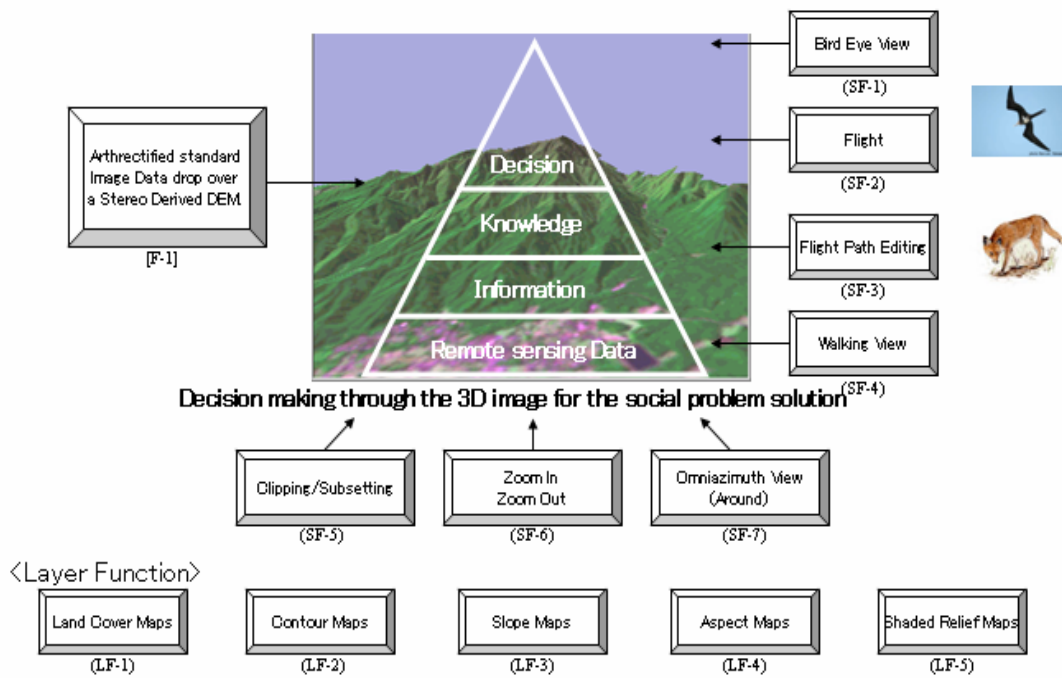 Bird Eye View
(SF-1)
Arthrectified standard
Image Data drop over
a Stereo Derived DEM.
[F-1]
Flight
(SF-2)
Flight Path Editing
(SF-3)
Walking View
(SF-4)
Decision
Knowledge
Information
Remote sensing Data
Decision making through the 3D image for the social problem solution
Clipping/Subsetting
(SF-5)
Zoom In
Zoom Out
(SF-6)
Omniazimuth View
(Around)
(SF-7)
<Layer Function>
Land Cover Maps
(LF-1)
Contour Maps
(LF-2)
Slope Maps
(LF-3)
Aspect Maps
(LF-4)
Shaded Relief Maps
(LF-5)